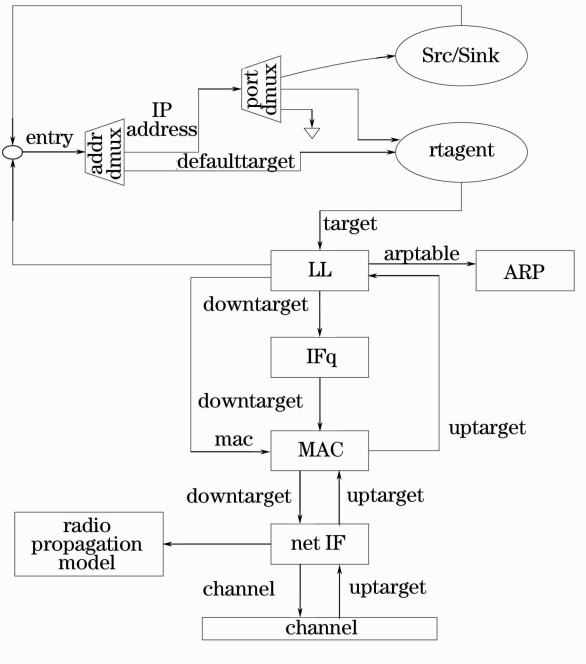 Src/Sink
port
dmux
IP
address
entry
addr
dmux
defaulttarget
rtagent
target
LL
arptable
ARP
downtarget
IFq
downtarget
uptarget
mac
MAC
downtarget
uptarget
radio
propagation
model
net IF
channel
uptarget
channel